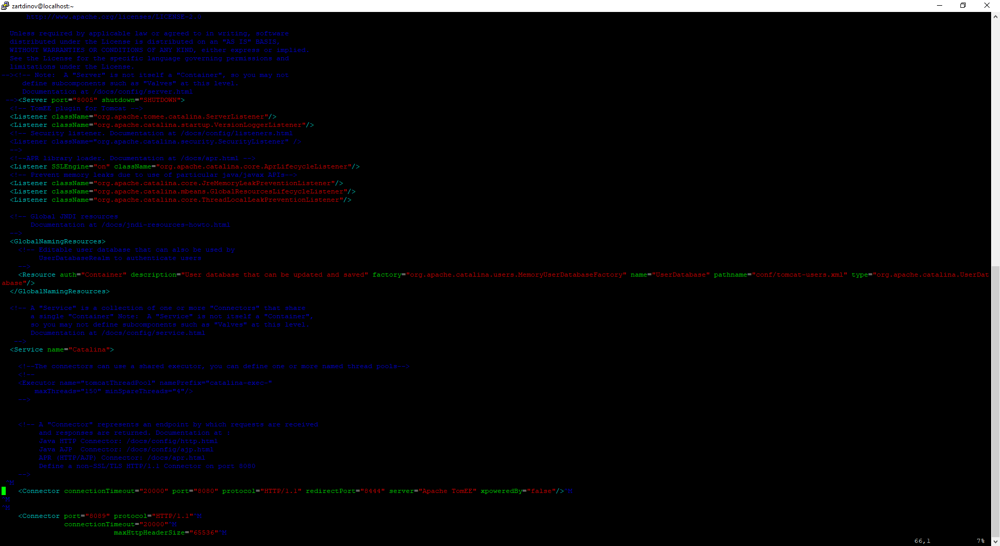 zartdinov@localhost:~
http://www.apache.org/licenses/LICENSE-2.0
Unless required by applicable law or agreed to in writing, software
distributed under the License is distributed on an "AS IS" BASIS,
WITHOUT WARRANTIES OR CONDITIONS OF ANY KIND, either express or implied.
See the License for the specific language governing permissions and
limitations under the License.
--><!-- Note:  A "Server" is not itself a "Container", so you may not
define subcomponents such as "Valves" at this level.
Documentation at /docs/config/server.html
--><Server port="8005" shutdown="SHUTDOWN">
<!-- TomEE plugin for Tomcat -->
<Listener className="org.apache.tomee.catalina.ServerListener"/>
<Listener className="org.apache.catalina.startup.VersionLoggerListener"/>
<!-- Security listener. Documentation at /docs/config/listeners.html
<Listener className="org.apache.catalina.security.SecurityListener" />
-->
<!--APR library loader. Documentation at /docs/apr.html -->
<Listener SSLEngine="on" className="org.apache.catalina.core.AprLifecycleListener"/>
<!-- Prevent memory leaks due to use of particular java/javax APIs-->
<Listener className="org.apache.catalina.core.JreMemoryLeakPreventionListener"/>
<Listener className="org.apache.catalina.mbeans.GlobalResourcesLifecycleListener"/>
<Listener className="org.apache.catalina.core.ThreadLocalLeakPreventionListener"/>
<!-- Global JNDI resources
Documentation at /docs/jndi-resources-howto.html
-->
<GlobalNamingResources>
<!-- Editable user database that can also be used by
UserDatabaseRealm to authenticate users
-->
<Resource auth="Container" description="User database that can be updated and saved" factory="org.apache.catalina.users.MemoryUserDatabaseFactory" name="UserDatabase" pathname="conf/tomcat-users.xml" type="org.apache.catalina.UserDat
abase"/>
</GlobalNamingResources>
<!-- A "Service" is a collection of one or more "Connectors" that share
a single "Container" Note:  A "Service" is not itself a "Container",
so you may not define subcomponents such as "Valves" at this level.
Documentation at /docs/config/service.html
-->
<Service name="Catalina">
<!--The connectors can use a shared executor, you can define one or more named thread pools-->
<!--
<Executor name="tomcatThreadPool" namePrefix="catalina-exec-"
maxThreads="150" minSpareThreads="4"/>
-->
<!-- A "Connector" represents an endpoint by which requests are received
and responses are returned. Documentation at :
Java HTTP Connector: /docs/config/http.html
Java AJP  Connector: /docs/config/ajp.html
APR (HTTP/AJP) Connector: /docs/apr.html
Define a non-SSL/TLS HTTP/1.1 Connector on port 8080
-->
^M
<Connector connectionTimeout="20000" port="8080" protocol="HTTP/1.1" redirectPort="8444" server="Apache TomEE" xpoweredBy="false"/>^M
^M
^M
<Connector port="8089" protocol="HTTP/1.1"^M
connectionTimeout="20000"^M
maxHttpHeaderSize="65536"^M
66,1 7%